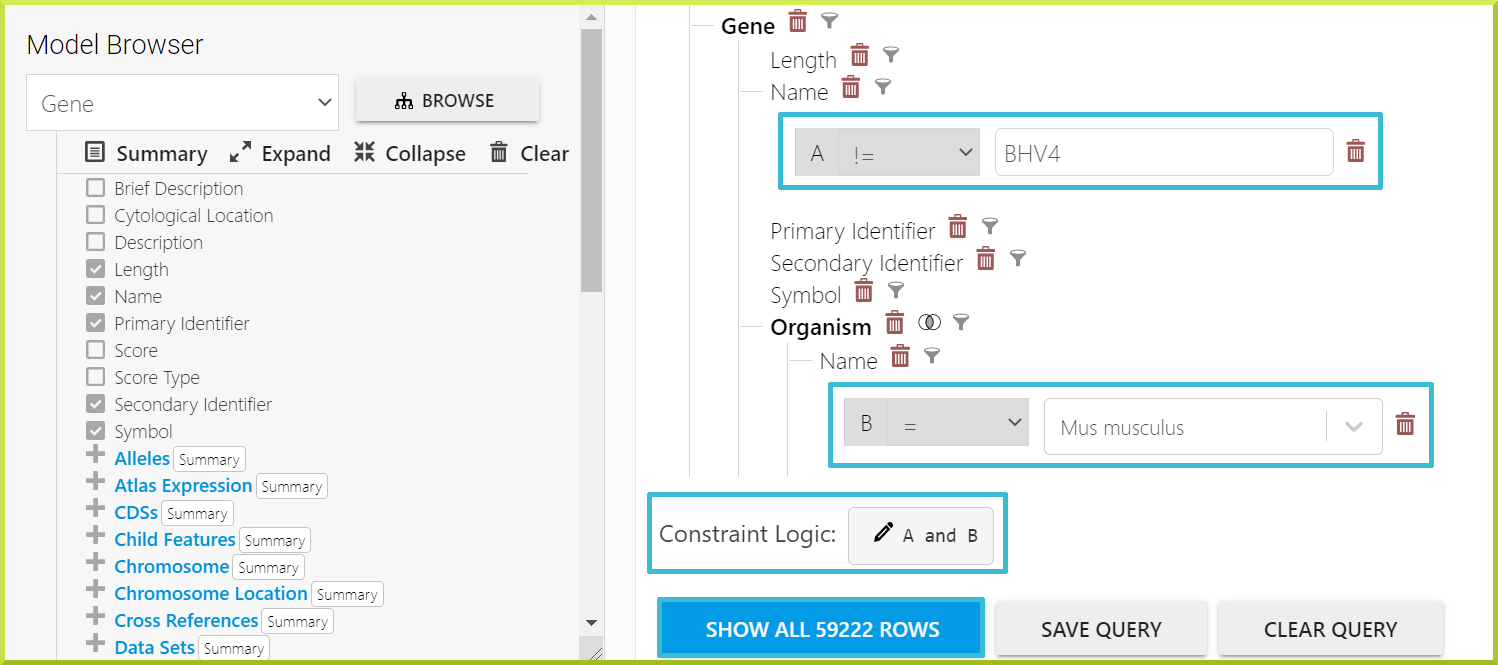 Model Browser
Gene
BROWSE
Summary Expand Collapse Clear
Brief Description
Cytological Location
Description
Length
Name
Primary Identifier
Score
Score Type
Secondary Identifier
Symbol
Alleles Summary
Atlas Expression Summary
CDSs Summary
Child Features Summary
Chromosome Summary
Chromosome Location Summary
Cross References Summary
Data Sets Summary
Gene
Length
Name
A != BHV4
Primary Identifier
Secondary Identifier
Symbol
Organism
Name
B = Mus musculus
Constraint Logic: A and B
SHOW ALL 59222 ROWS SAVE QUERY CLEAR QUERY